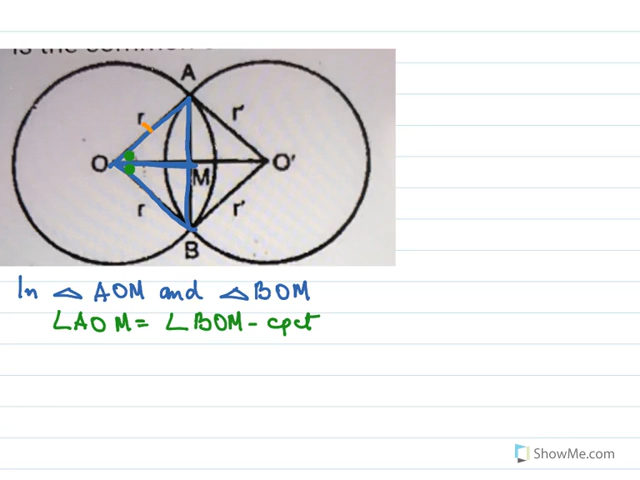 A
r
r'
O
M
O'
r
r'
B
In △ AOM and △ BOM
∠AOM = ∠BOM - cpct
ShowMe.com